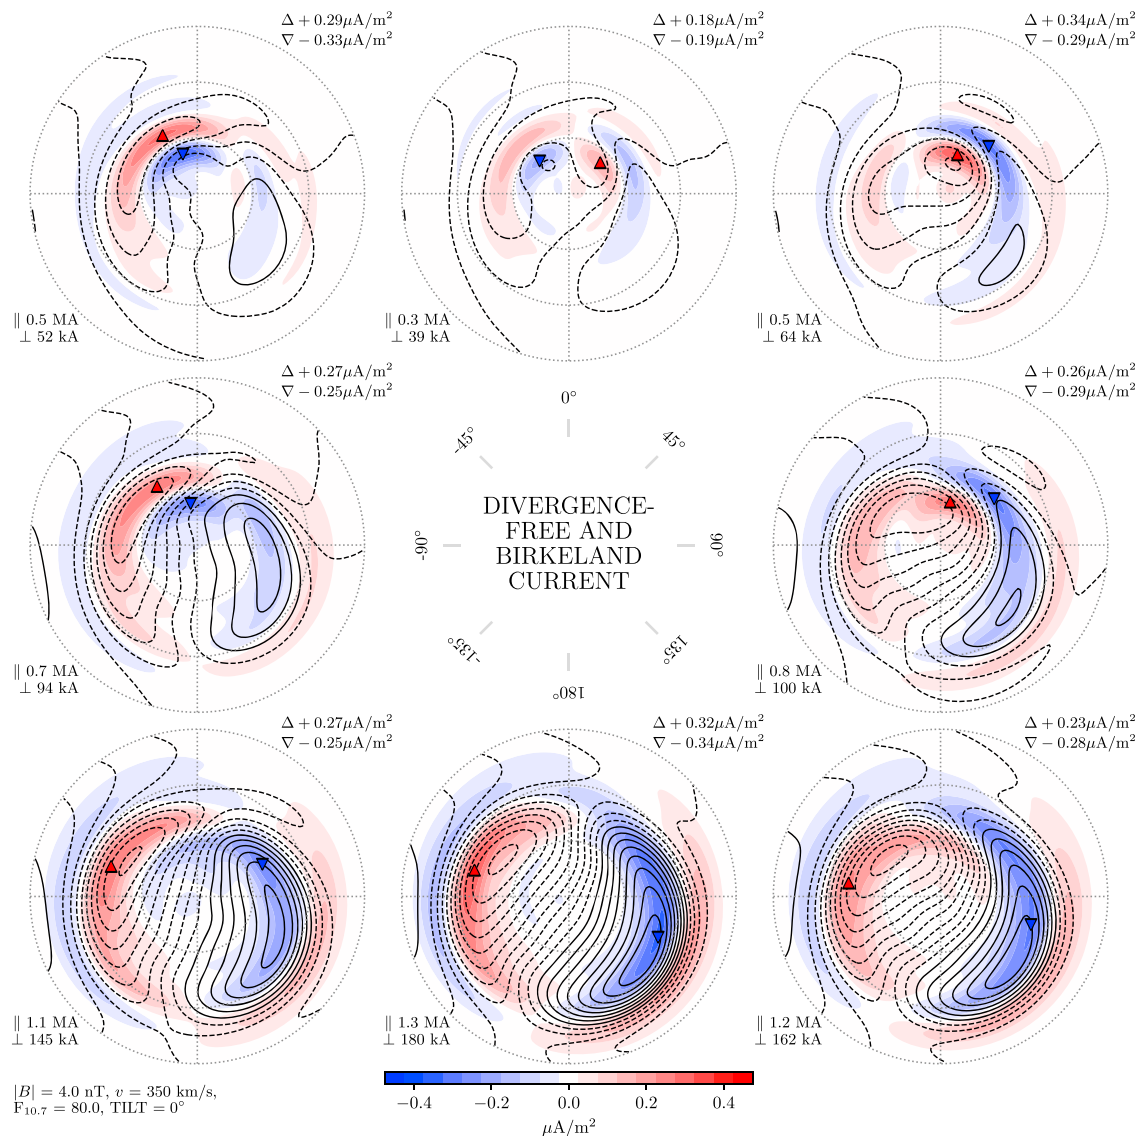 Δ + 0.29μA/m²
∇ − 0.33μA/m²
∥ 0.5 MA
⊥ 52 kA
Δ + 0.18μA/m²
∇ − 0.19μA/m²
∥ 0.3 MA
⊥ 39 kA
Δ + 0.34μA/m²
∇ − 0.29μA/m²
∥ 0.5 MA
⊥ 64 kA
Δ + 0.27μA/m²
∇ − 0.25μA/m²
∥ 0.7 MA
⊥ 94 kA
0°
-45°
45°
-90°
90°
-135°
135°
180°
DIVERGENCE-
FREE AND
BIRKELAND
CURRENT
Δ + 0.26μA/m²
∇ − 0.29μA/m²
∥ 0.8 MA
⊥ 100 kA
Δ + 0.27μA/m²
∇ − 0.25μA/m²
∥ 1.1 MA
⊥ 145 kA
Δ + 0.32μA/m²
∇ − 0.34μA/m²
∥ 1.3 MA
⊥ 180 kA
Δ + 0.23μA/m²
∇ − 0.28μA/m²
∥ 1.2 MA
⊥ 162 kA
|B| = 4.0 nT, v = 350 km/s,
F₁₀.₇ = 80.0, TILT = 0°
−0.4 −0.2 0.0 0.2 0.4
μA/m²